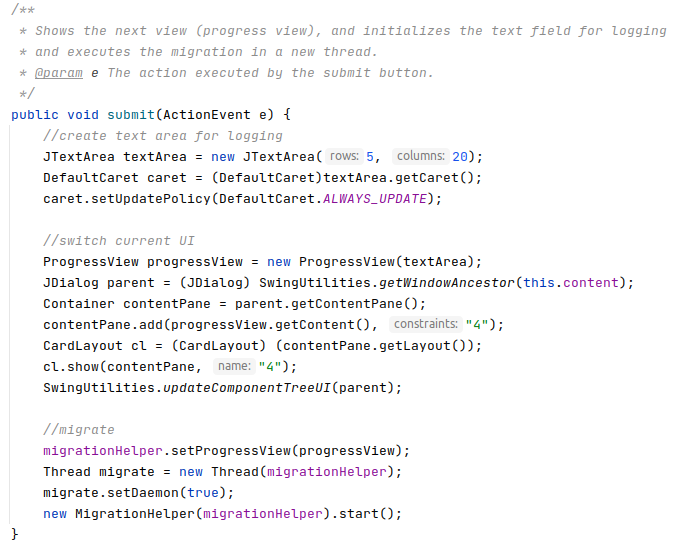 /**
 * Shows the next view (progress view), and initializes the text field for logging
 * and executes the migration in a new thread.
 * @param e The action executed by the submit button.
 */
public void submit(ActionEvent e) {
    //create text area for logging
    JTextArea textArea = new JTextArea( rows: 5, columns: 20);
    DefaultCaret caret = (DefaultCaret)textArea.getCaret();
    caret.setUpdatePolicy(DefaultCaret.ALWAYS_UPDATE);

    //switch current UI
    ProgressView progressView = new ProgressView(textArea);
    JDialog parent = (JDialog) SwingUtilities.getWindowAncestor(this.content);
    Container contentPane = parent.getContentPane();
    contentPane.add(progressView.getContent(), constraints: "4");
    CardLayout cl = (CardLayout) (contentPane.getLayout());
    cl.show(contentPane, name: "4");
    SwingUtilities.updateComponentTreeUI(parent);

    //migrate
    migrationHelper.setProgressView(progressView);
    Thread migrate = new Thread(migrationHelper);
    migrate.setDaemon(true);
    new MigrationHelper(migrationHelper).start();
}